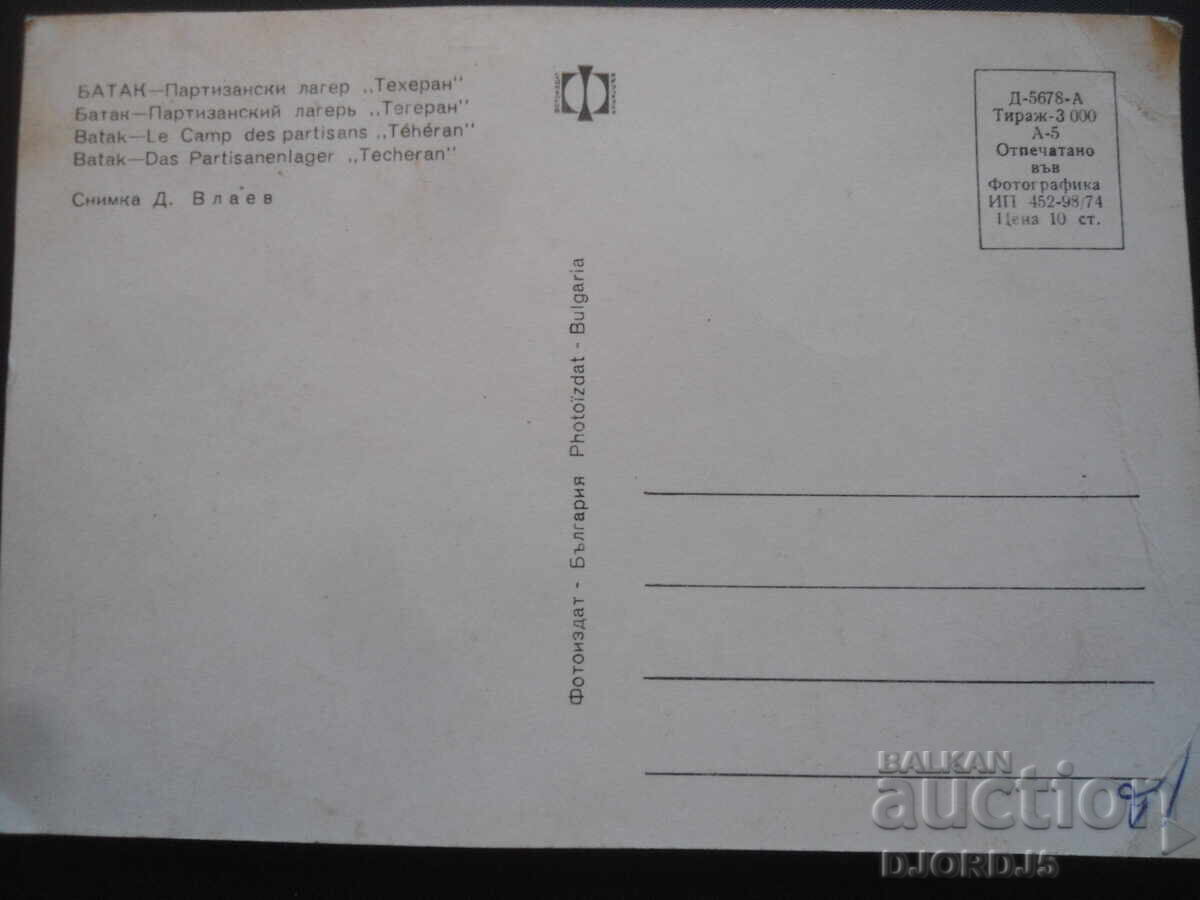 БАТАК—Партизански лагер „Техеран"
Батак—Партизанский лагерь „Тегеран"
Batak—Le Camp des partisans „Téhéran"
Batak—Das Partisanenlager „Techeran"
Снимка Д. Влаев
Д-5678-А
Тираж-3 000
А-5
Отпечатано
във
Фотографика
ИП 452-98/74
Цена 10 ст.
Фотоиздат - България Photoïzdat - Bulgaria
BALKAN
auction
DJORDJ5